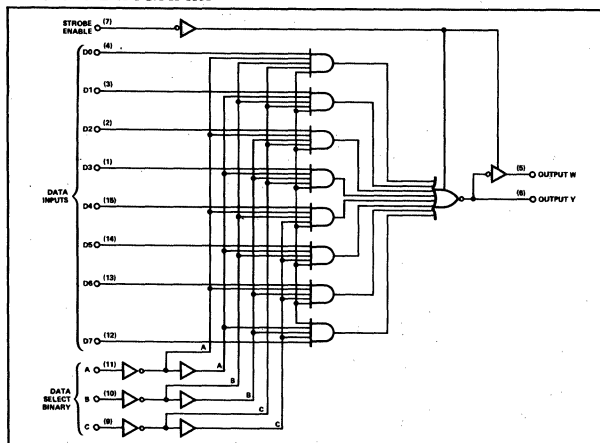 STROBE (7)
ENABLE
D0 (4)
D1 (3)
D2 (2)
D3 (1)
DATA
INPUTS
D4 (15)
D5 (14)
D6 (13)
D7 (12)
(5) OUTPUT W
(6) OUTPUT Y
A
A (11) A
B
DATA
SELECT
BINARY
B (10) B
C
C (9) C